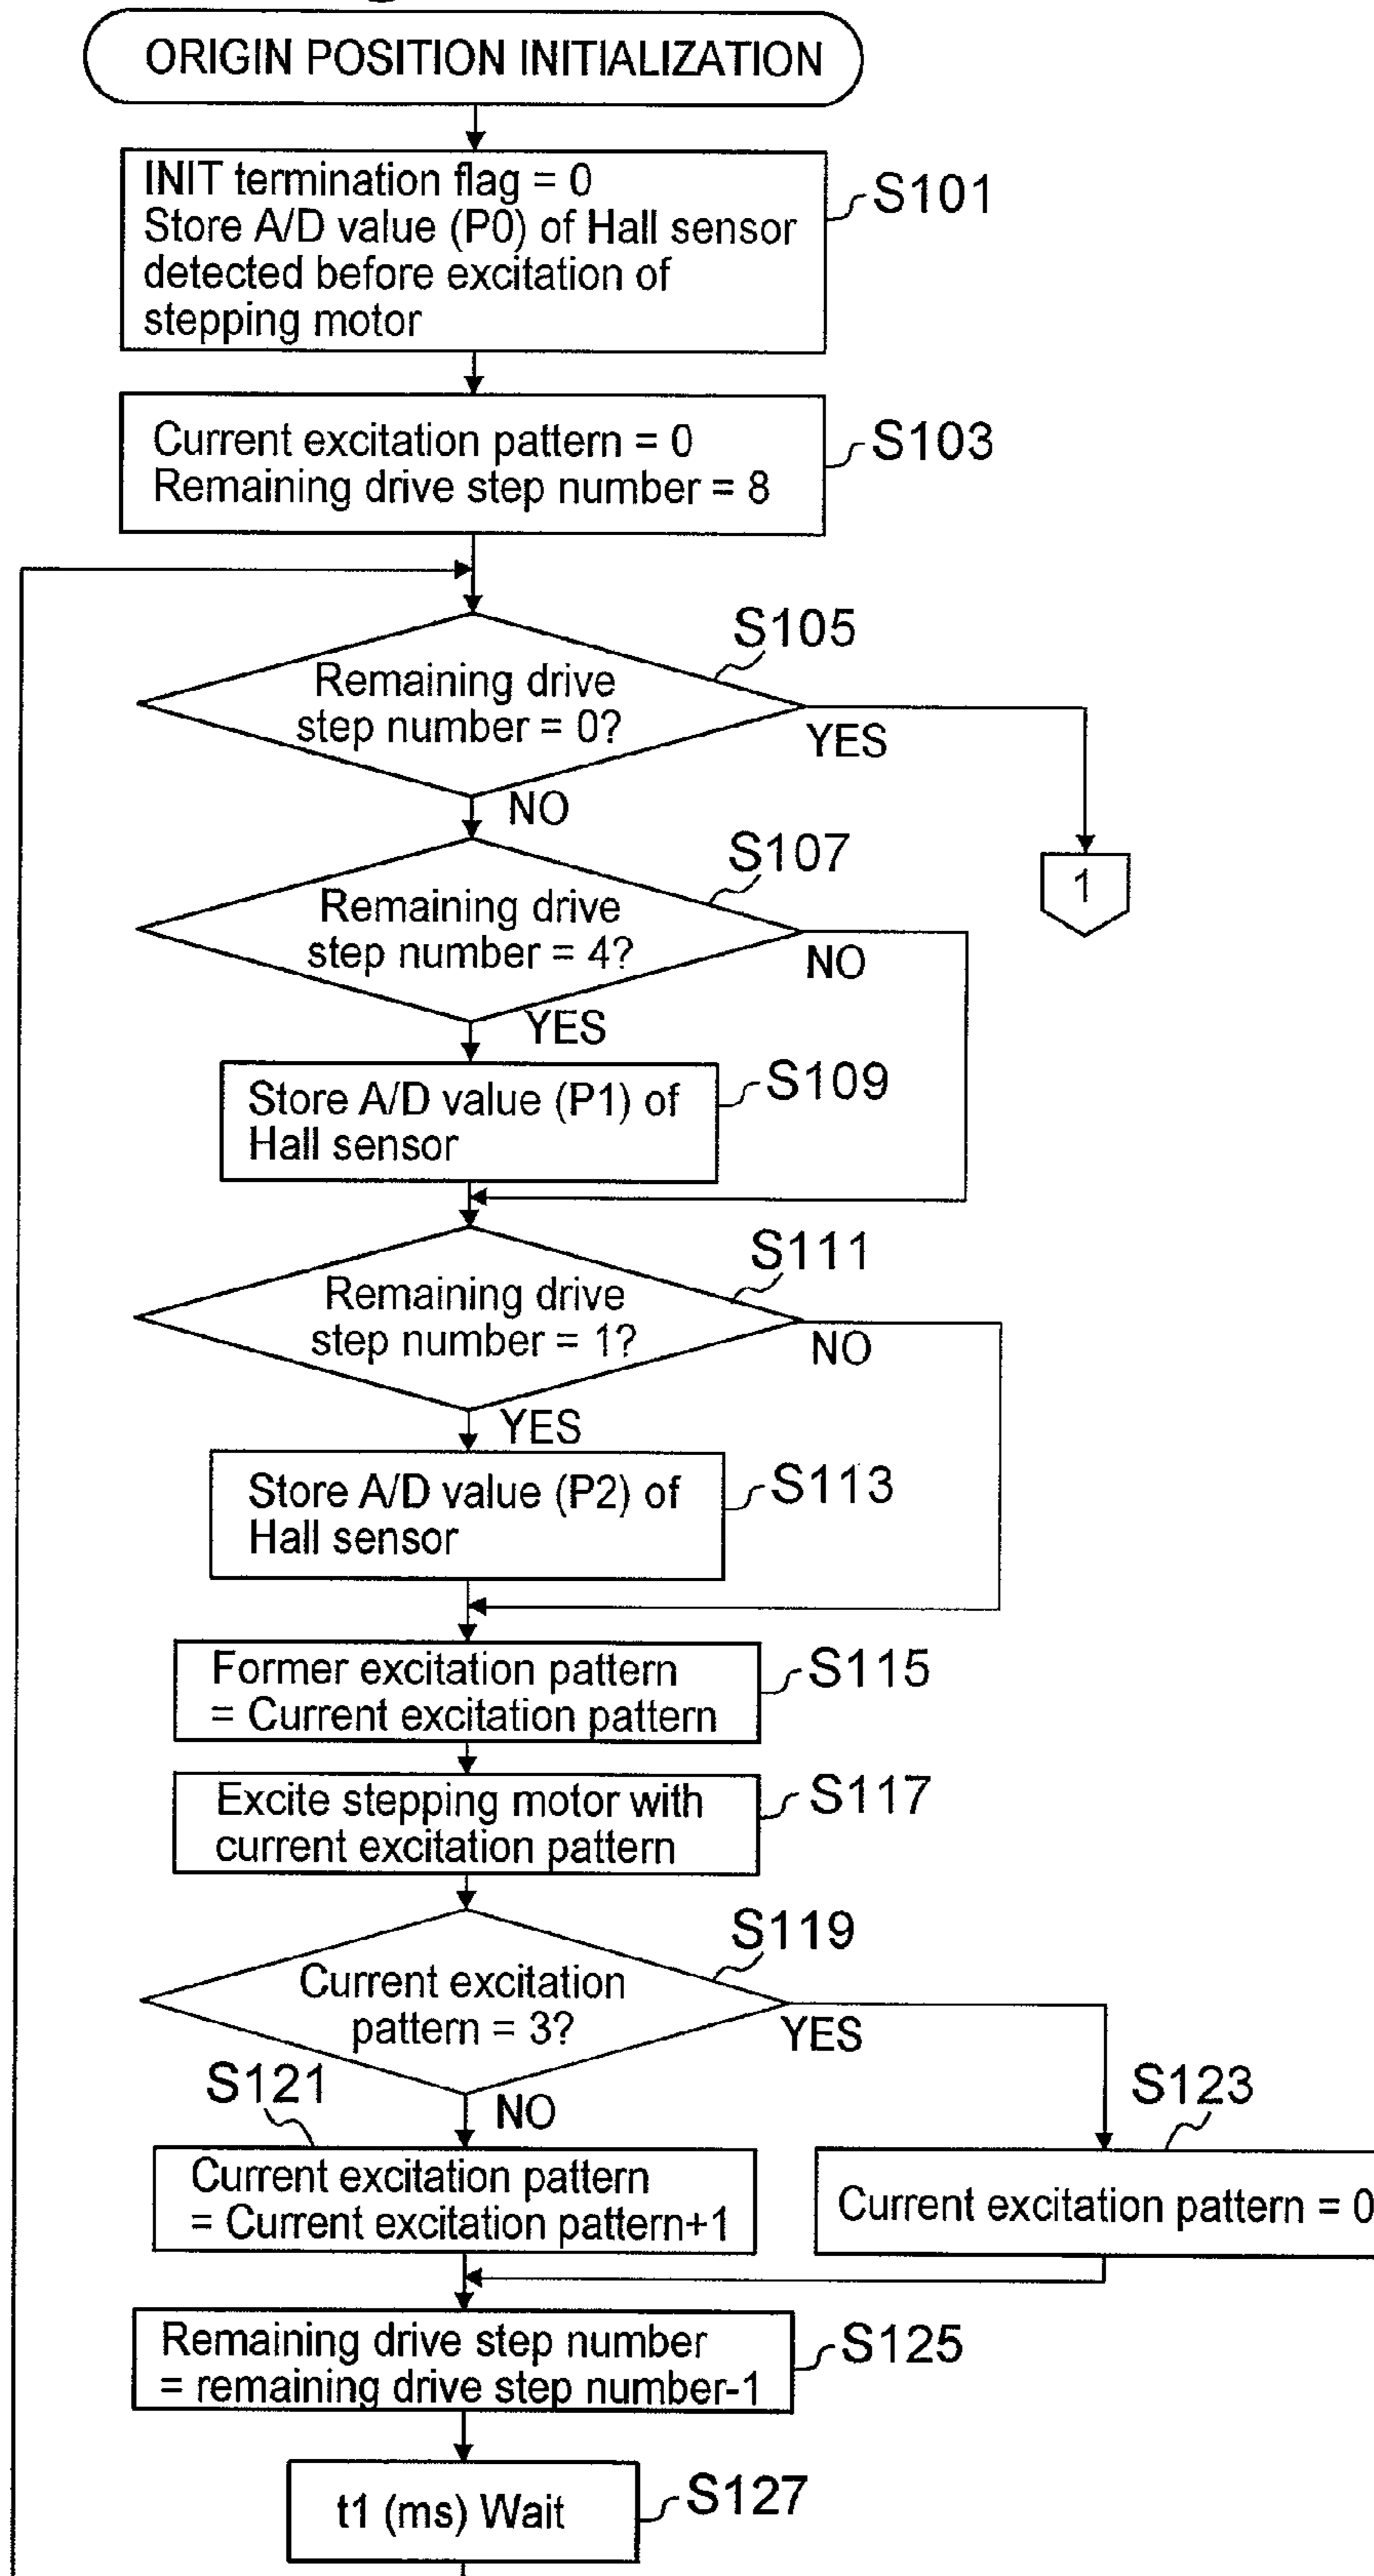 ORIGIN POSITION INITIALIZATION
INIT termination flag = 0
Store A/D value (P0) of Hall sensor
detected before excitation of
stepping motor
S101
Current excitation pattern = 0
Remaining drive step number = 8
S103
S105
Remaining drive
step number = 0?
YES
NO
1
S107
Remaining drive
step number = 4?
NO
YES
Store A/D value (P1) of
Hall sensor
S109
S111
Remaining drive
step number = 1?
NO
YES
Store A/D value (P2) of
Hall sensor
S113
Former excitation pattern
= Current excitation pattern
S115
Excite stepping motor with
current excitation pattern
S117
S119
Current excitation
pattern = 3?
YES
NO
S121
Current excitation pattern
= Current excitation pattern+1
S123
Current excitation pattern = 0
Remaining drive step number
= remaining drive step number-1
S125
t1 (ms) Wait
S127